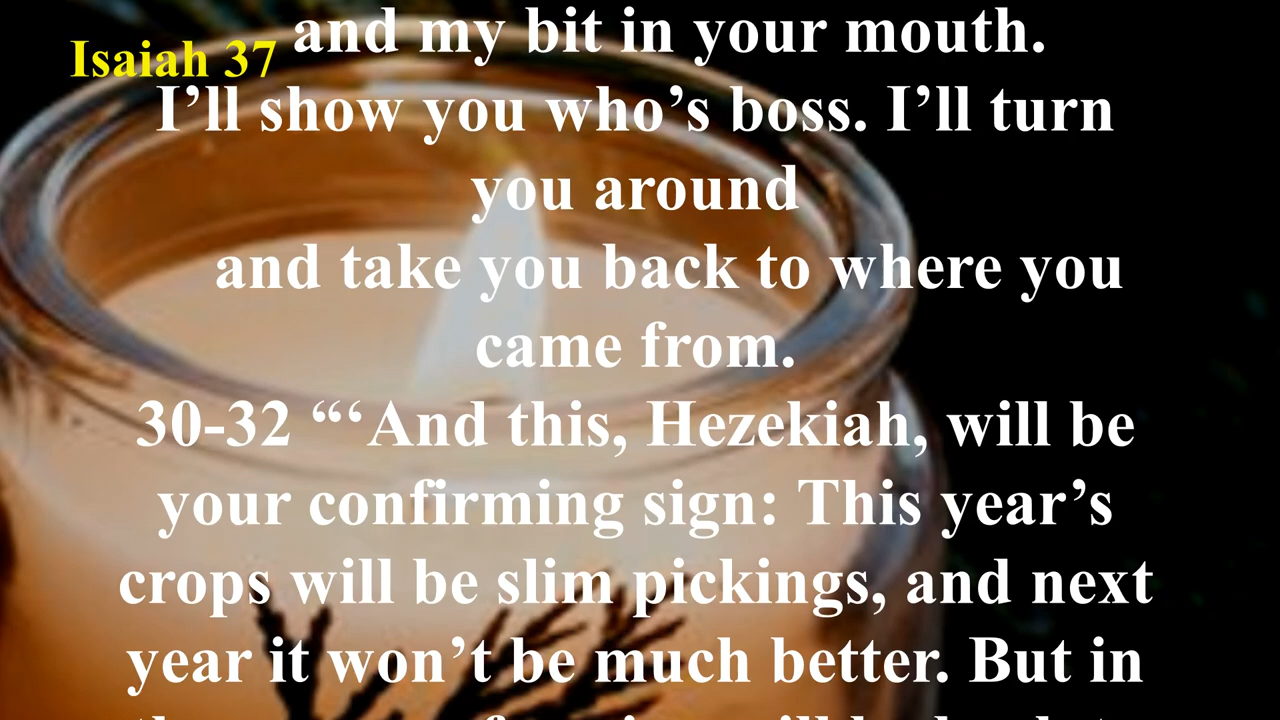 Isaiah 37
and my bit in your mouth.
I’ll show you who’s boss. I’ll turn
you around
and take you back to where you
came from.
30-32 “‘And this, Hezekiah, will be
your confirming sign: This year’s
crops will be slim pickings, and next
year it won’t be much better. But in